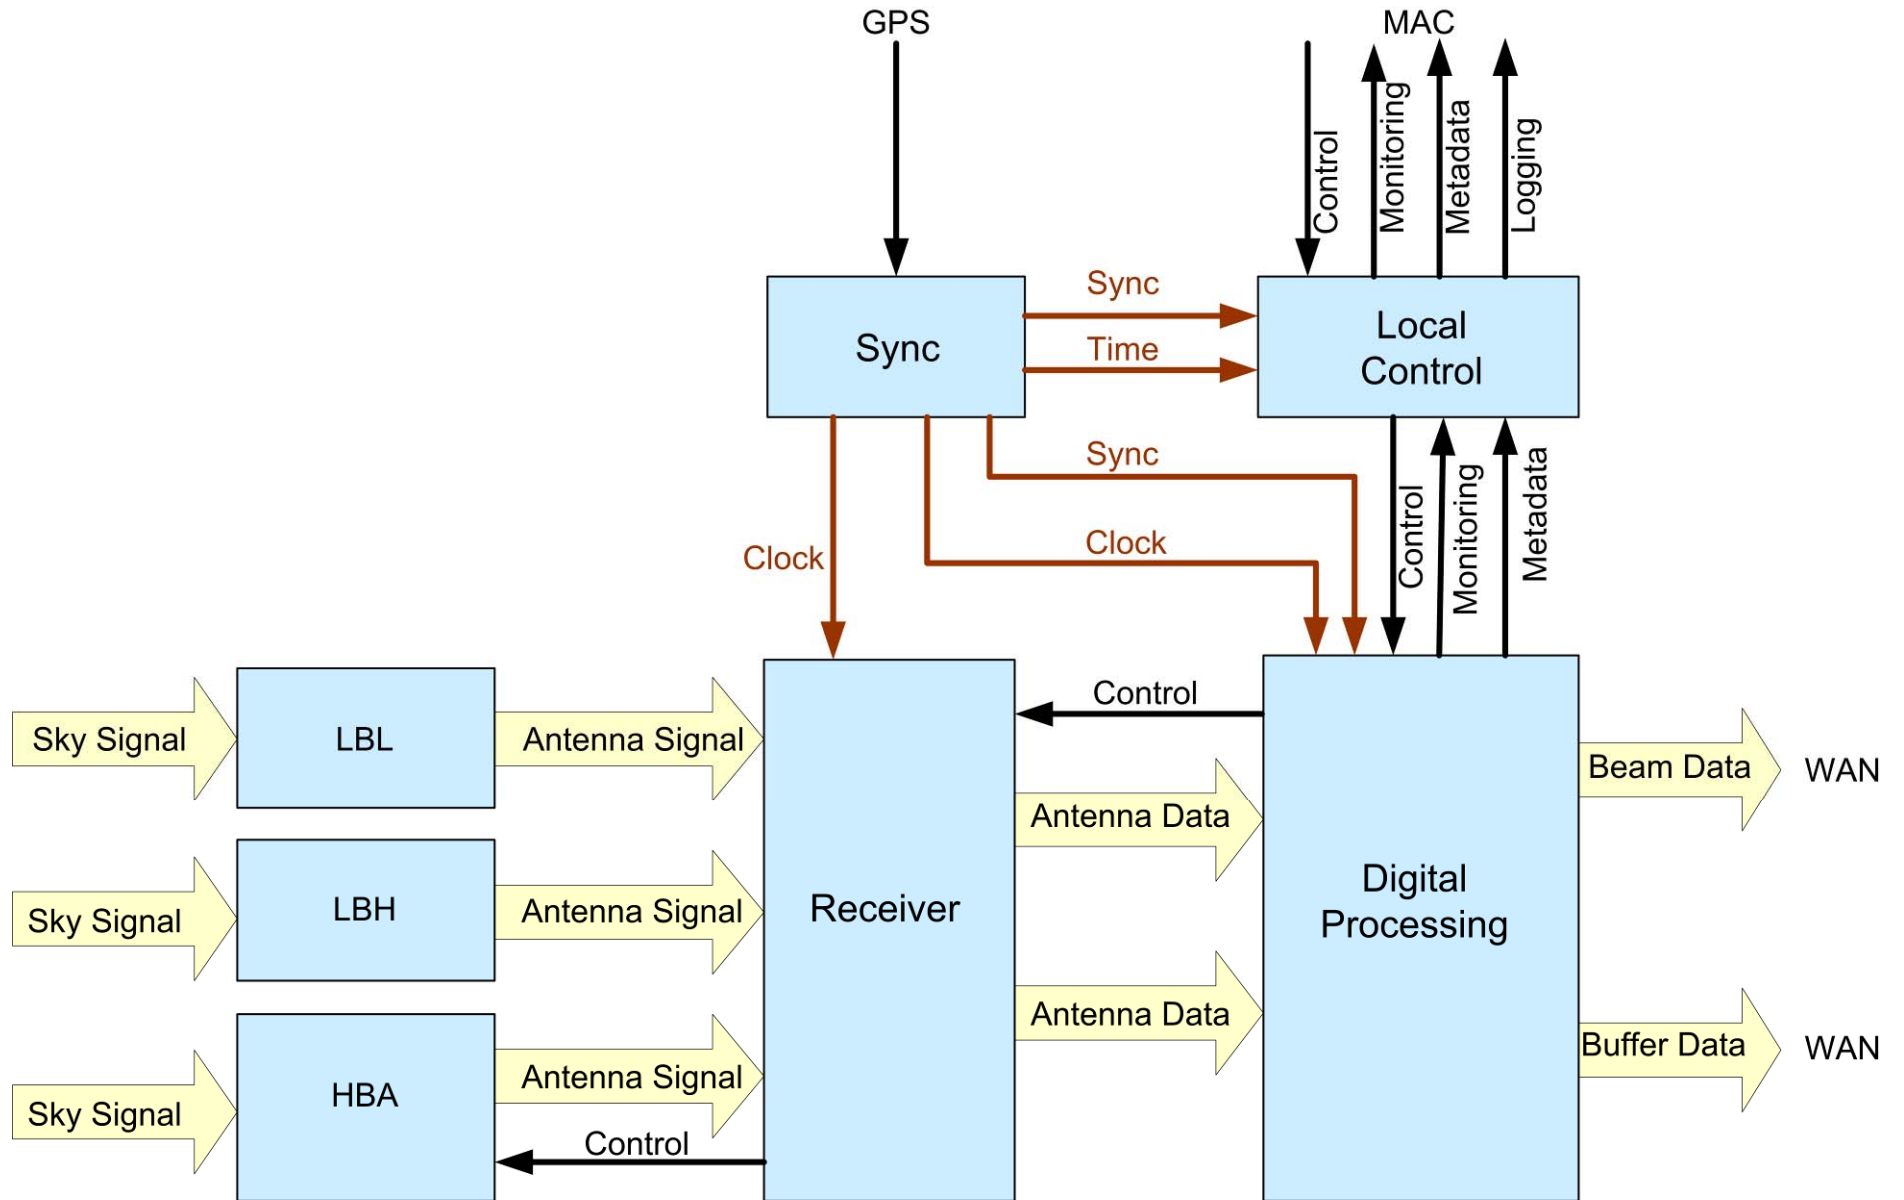 GPS
MAC
Control
Monitoring
Metadata
Logging
Sync
Time
Sync
Local
Control
Sync
Clock
Clock
Control
Monitoring
Metadata
Sky Signal
LBL
Antenna Signal
Control
Beam Data
WAN
Antenna Data
Sky Signal
LBH
Antenna Signal
Receiver
Digital
Processing
Antenna Data
Buffer Data
WAN
Sky Signal
HBA
Antenna Signal
Control